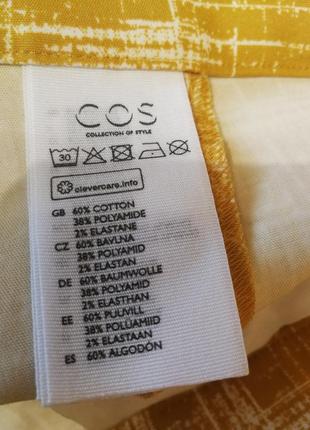 COS
COLLECTION OF STYLE
30
clevercare.info
GB 60% COTTON
38% POLYAMIDE
2% ELASTANE
CZ 60% BAVLNA
38% POLYAMID
2% ELASTAN
DE 60% BAUMWOLLE
38% POLYAMID
2% ELASTHAN
EE 60% PUUVILL
38% POLÜAMIID
2% ELASTAAN
ES 60% ALGODÓN